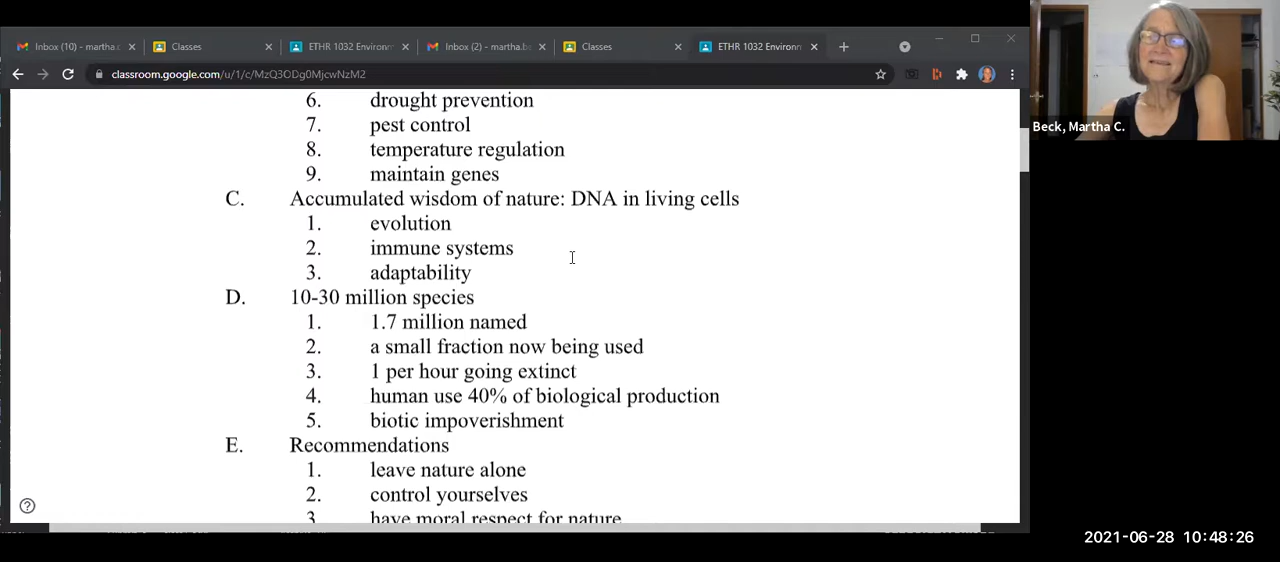 Inbox (10) - martha.c
Classes
ETHR 1032 Environm
Inbox (2) - martha.b
Classes
ETHR 1032 Environm
classroom.google.com/u/1/c/MzQ3ODg0MjcwNzM2
Beck, Martha C.
6. drought prevention
7. pest control
8. temperature regulation
9. maintain genes
C. Accumulated wisdom of nature: DNA in living cells
1. evolution
2. immune systems
3. adaptability
D. 10-30 million species
1. 1.7 million named
2. a small fraction now being used
3. 1 per hour going extinct
4. human use 40% of biological production
5. biotic impoverishment
E. Recommendations
1. leave nature alone
2. control yourselves
3. have moral respect for nature
2021-06-28 10:48:26